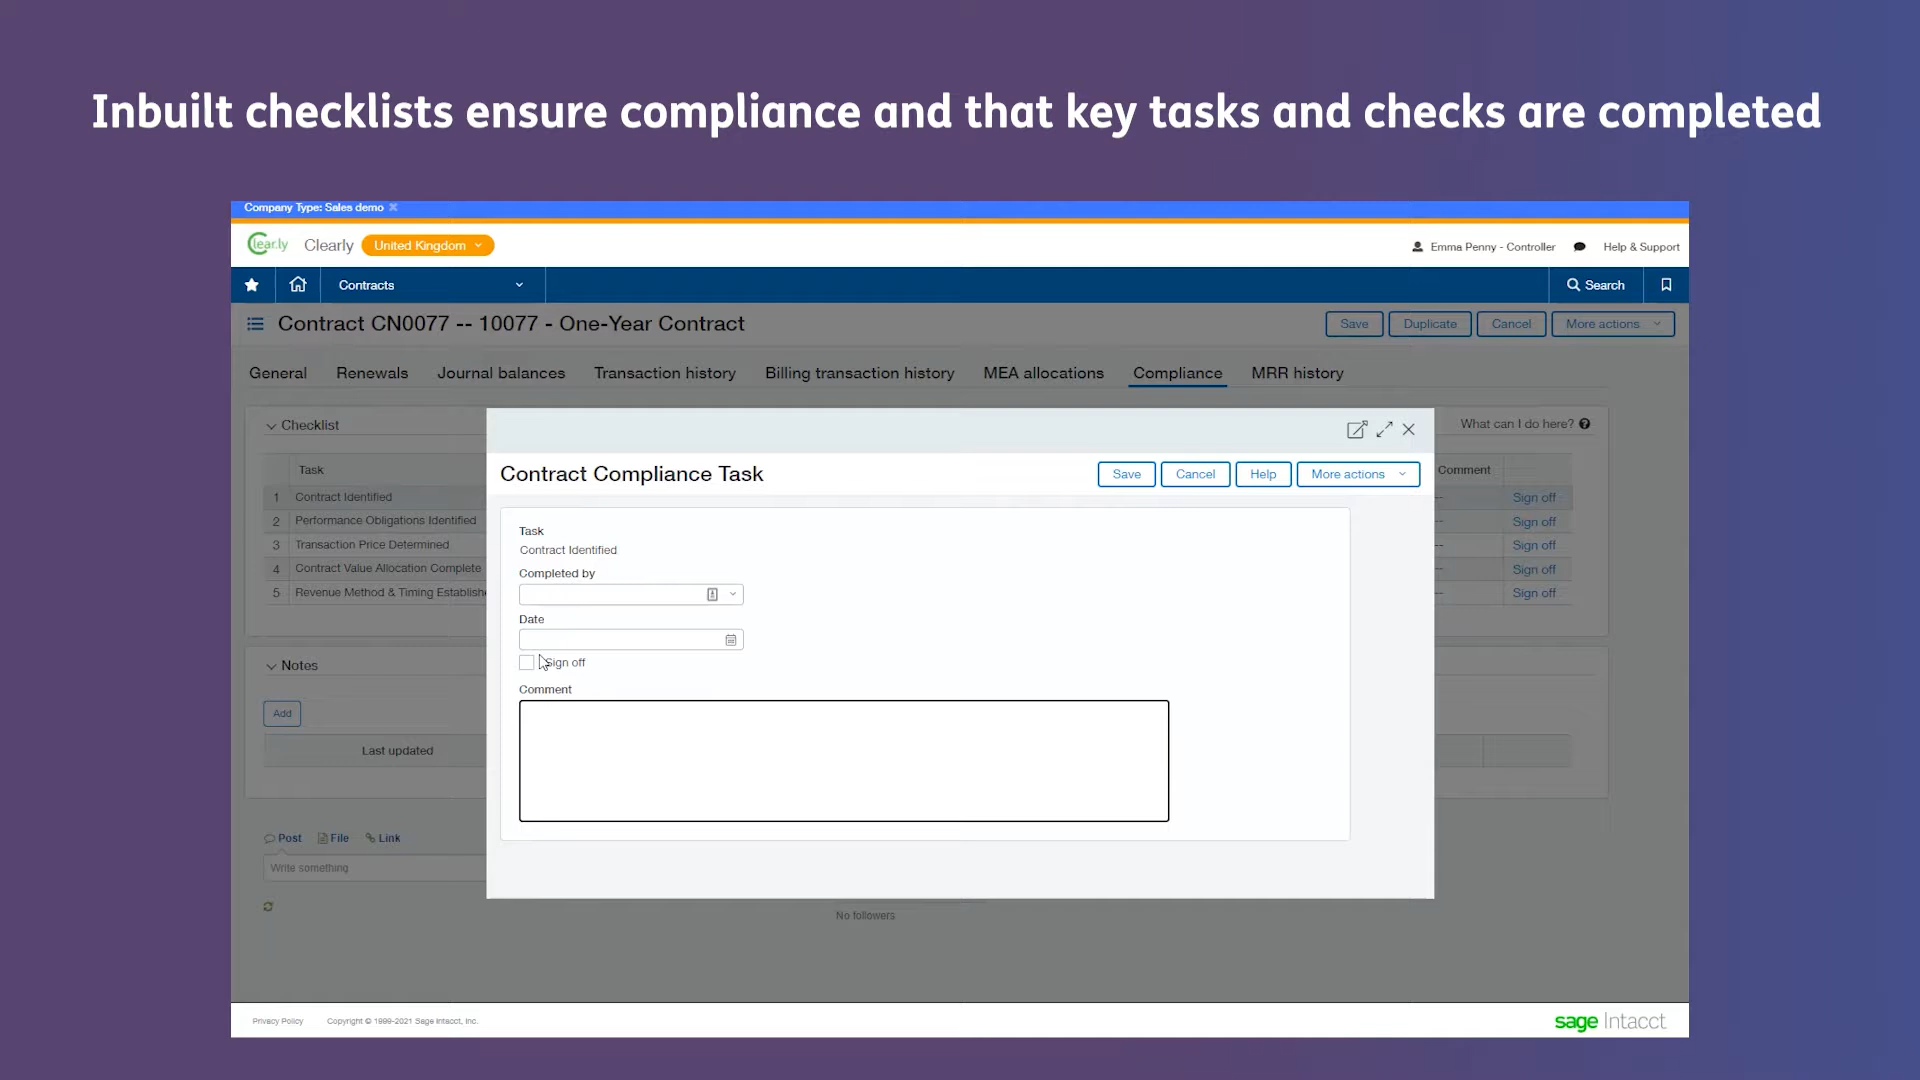 Inbuilt checklists ensure compliance and that key tasks and checks are completed
Company Type: Sales demo
Clear.ly Clearly United Kingdom Emma Penny - Controller Help & Support
Contracts Search
Contract CN0077 -- 10077 - One-Year Contract Save Duplicate Cancel More actions
General Renewals Journal balances Transaction history Billing transaction history MEA allocations Compliance MRR history
Checklist What can I do here?
Contract Compliance Task Save Cancel Help More actions
Task Comment
1 Contract Identified -- Sign off
2 Performance Obligations Identified -- Sign off
3 Transaction Price Determined -- Sign off
4 Contract Value Allocation Complete -- Sign off
5 Revenue Method & Timing Establish -- Sign off
Task
Contract Identified
Completed by
Date
Sign off
Comment
Notes
Add
Last updated
Post File Link
Write something
No followers
Privacy Policy Copyright © 1999-2021 Sage Intacct, Inc.
sage Intacct